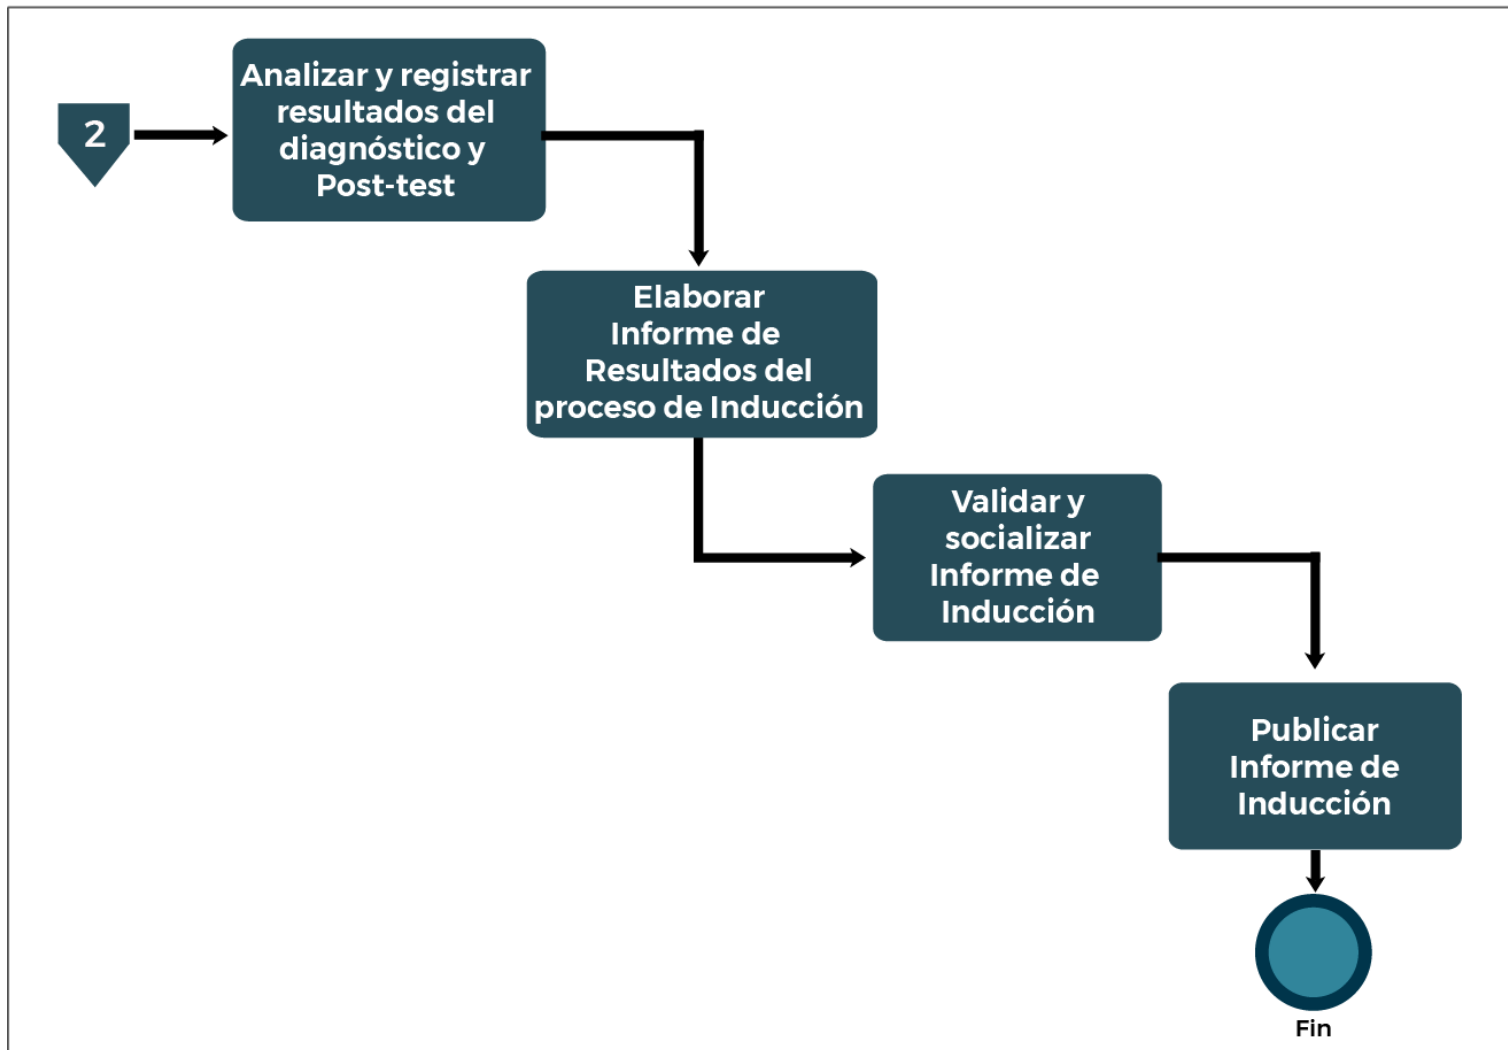 2
Analizar y registrar
resultados del
diagnóstico y
Post-test
Elaborar
Informe de
Resultados del
proceso de Inducción
Validar y
socializar
Informe de
Inducción
Publicar
Informe de
Inducción
Fin